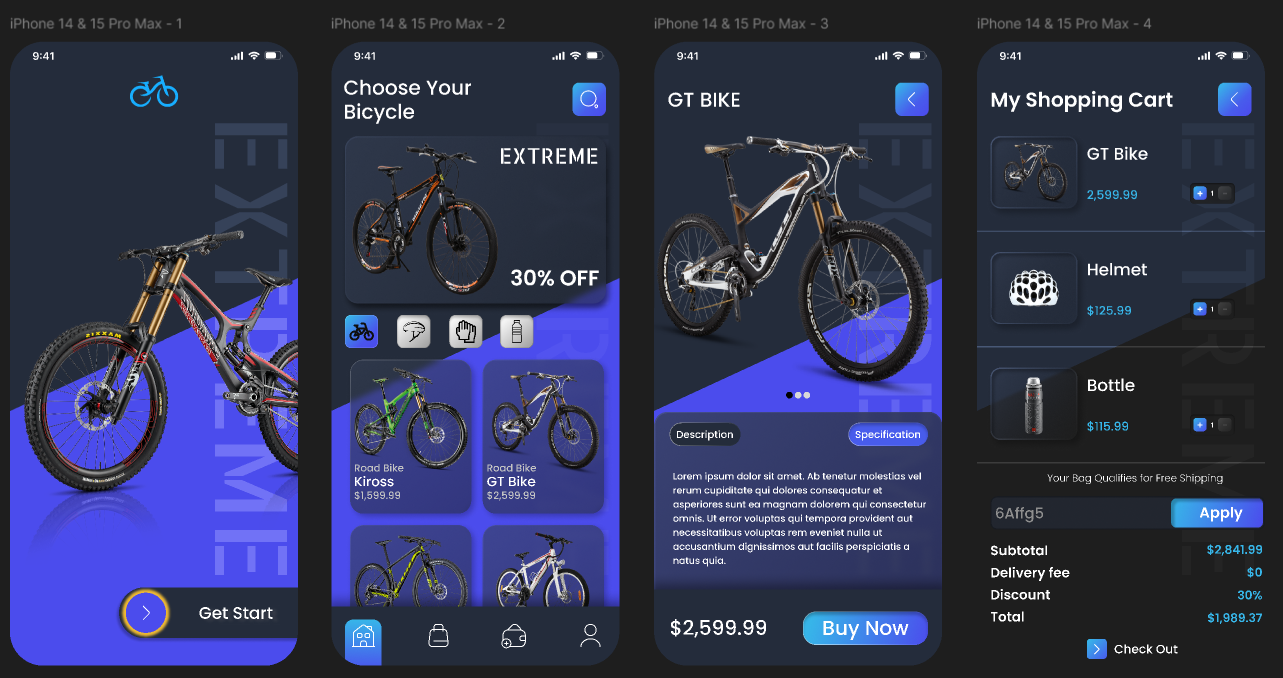 iPhone 14 & 15 Pro Max - 1
9:41
EXTREME
MAXXIS
Get Start
iPhone 14 & 15 Pro Max - 2
9:41
Choose Your
Bicycle
EXTREME
30% OFF
Road Bike
Kiross
$1,599.99
Road Bike
GT Bike
$2,599.99
iPhone 14 & 15 Pro Max - 3
9:41
GT BIKE
EXTREME
Description
Specification
Lorem ipsum dolor sit amet. Ab tenetur molestias vel
rerum cupiditate qui dolores consequatur et
asperiores sunt ea magnam dolorem qui consectetur
omnis. Ut error voluptas qui tempora provident aut
necessitatibus voluptas rem eveniet nulla ut
accusantium dignissimos aut facilis perspiciatis a
natus quia.
$2,599.99
Buy Now
iPhone 14 & 15 Pro Max - 4
9:41
My Shopping Cart
EXTREME
GT Bike
2,599.99
+ 1 -
Helmet
$125.99
+ 1 -
Bottle
$115.99
+ 1 -
Your Bag Qualifies for Free Shipping
6Affg5
Apply
Subtotal
$2,841.99
Delivery fee
$0
Discount
30%
Total
$1,989.37
Check Out